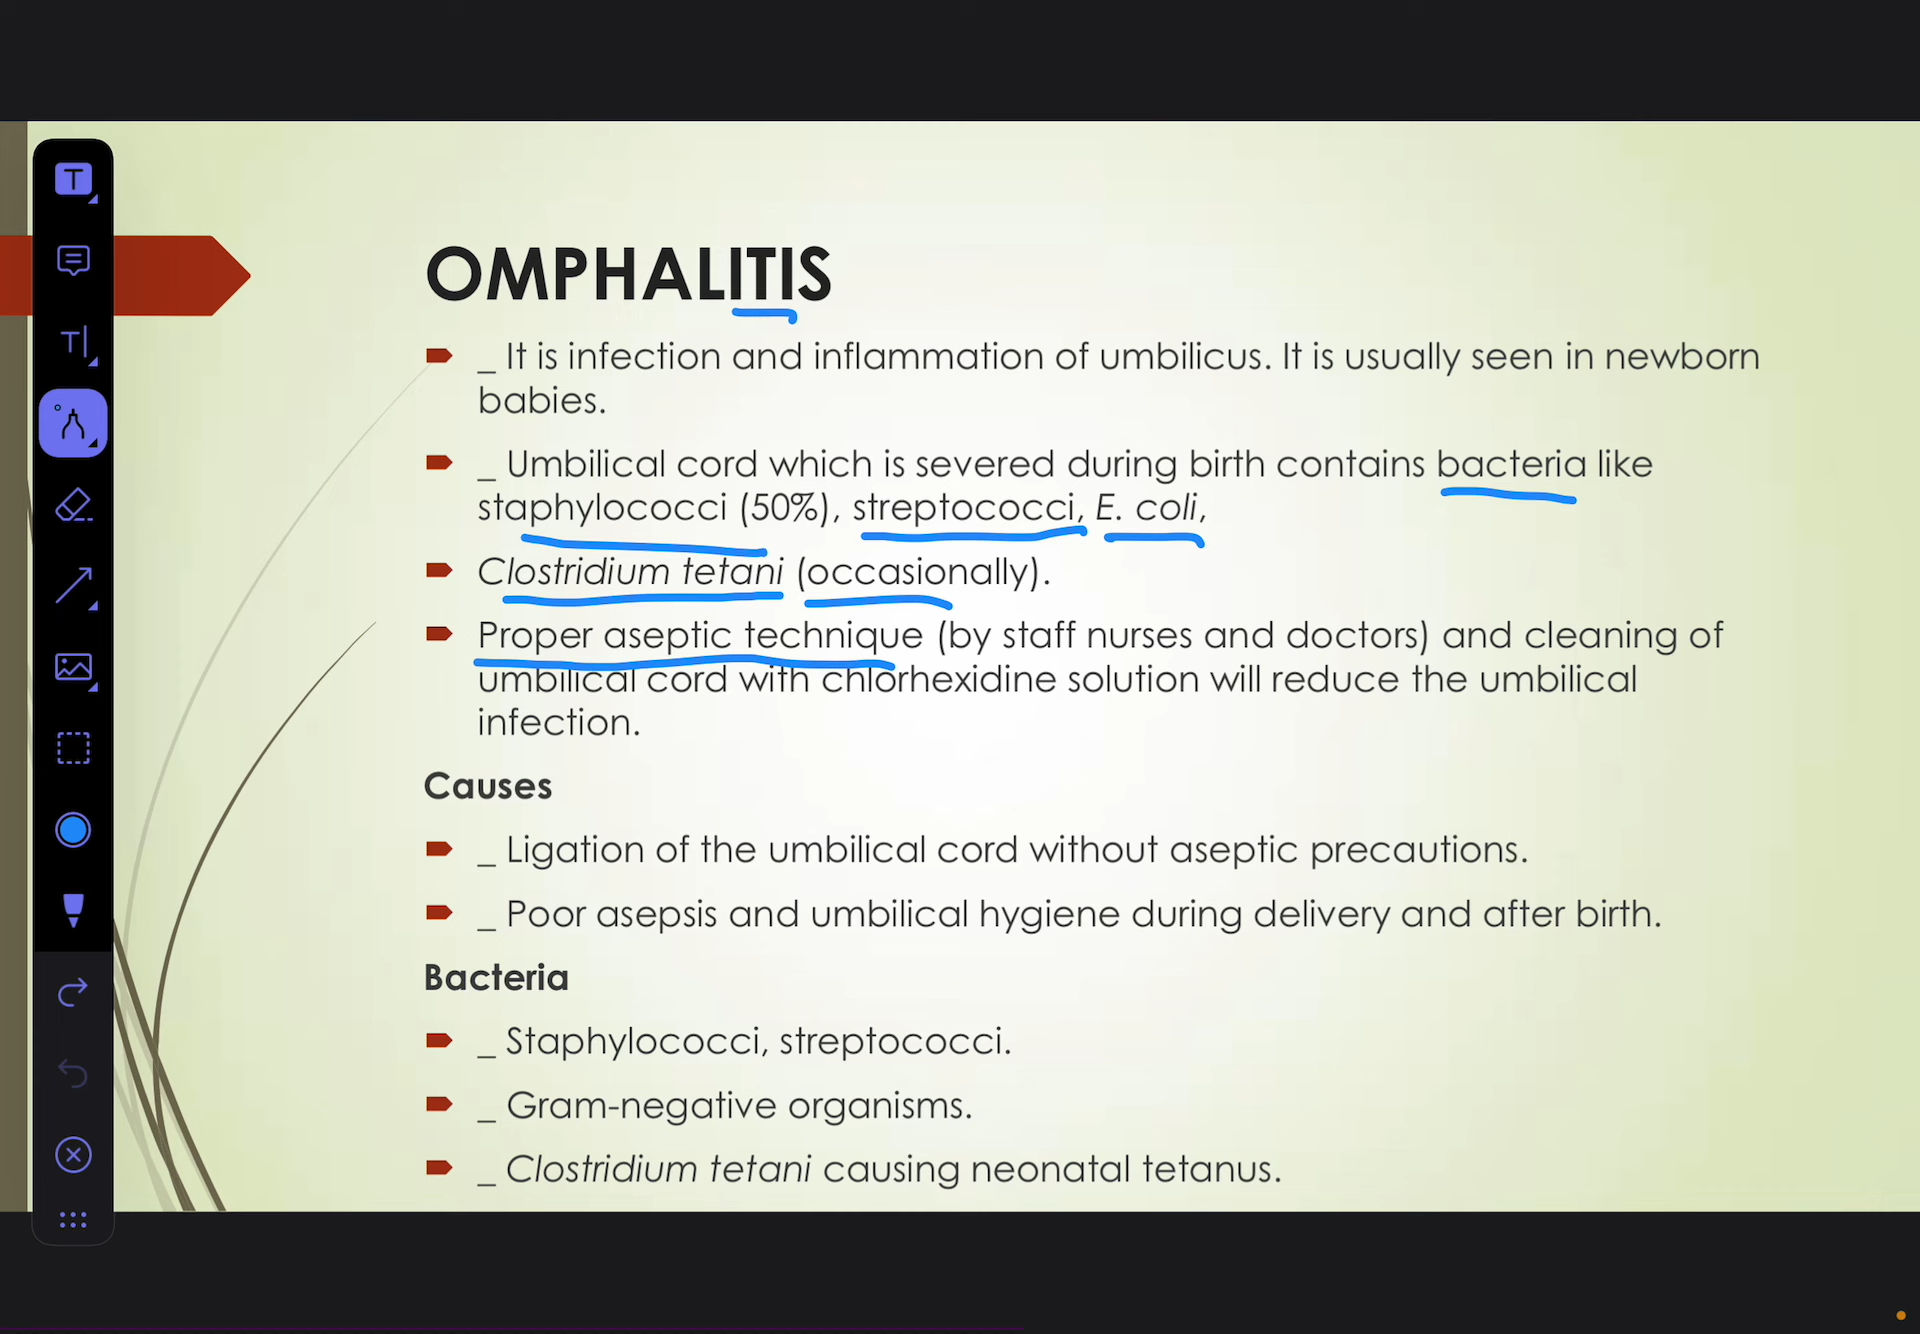 OMPHALITIS
_ It is infection and inflammation of umbilicus. It is usually seen in newborn
babies.
_ Umbilical cord which is severed during birth contains bacteria like
staphylococci (50%), streptococci, E. coli,
Clostridium tetani (occasionally).
Proper aseptic technique (by staff nurses and doctors) and cleaning of
umbilical cord with chlorhexidine solution will reduce the umbilical
infection.
Causes
_ Ligation of the umbilical cord without aseptic precautions.
_ Poor asepsis and umbilical hygiene during delivery and after birth.
Bacteria
_ Staphylococci, streptococci.
_ Gram-negative organisms.
_ Clostridium tetani causing neonatal tetanus.